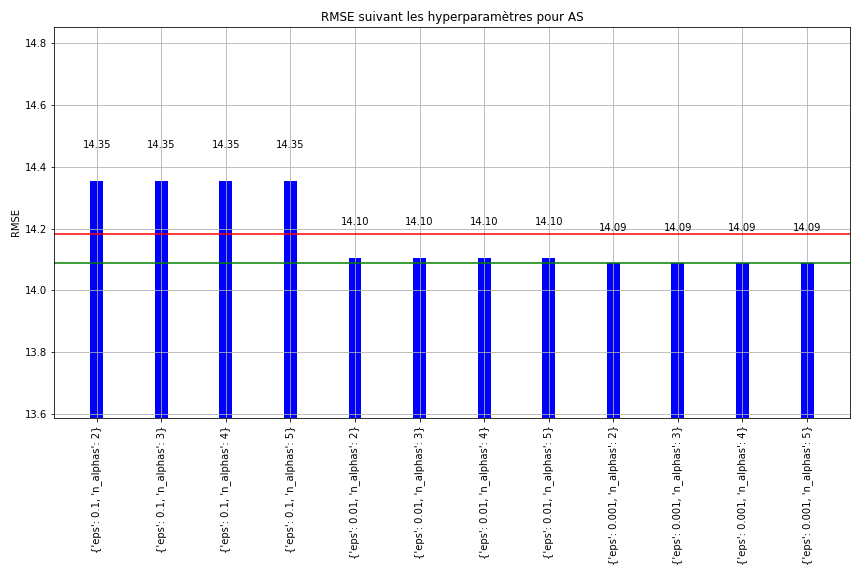 RMSE suivant les hyperparamètres pour AS
RMSE
14.8
14.6
14.4
14.2
14.0
13.8
13.6
14.35
14.35
14.35
14.35
14.10
14.10
14.10
14.10
14.09
14.09
14.09
14.09
{'eps': 0.1, 'n_alphas': 2}
{'eps': 0.1, 'n_alphas': 3}
{'eps': 0.1, 'n_alphas': 4}
{'eps': 0.1, 'n_alphas': 5}
{'eps': 0.01, 'n_alphas': 2}
{'eps': 0.01, 'n_alphas': 3}
{'eps': 0.01, 'n_alphas': 4}
{'eps': 0.01, 'n_alphas': 5}
{'eps': 0.001, 'n_alphas': 2}
{'eps': 0.001, 'n_alphas': 3}
{'eps': 0.001, 'n_alphas': 4}
{'eps': 0.001, 'n_alphas': 5}